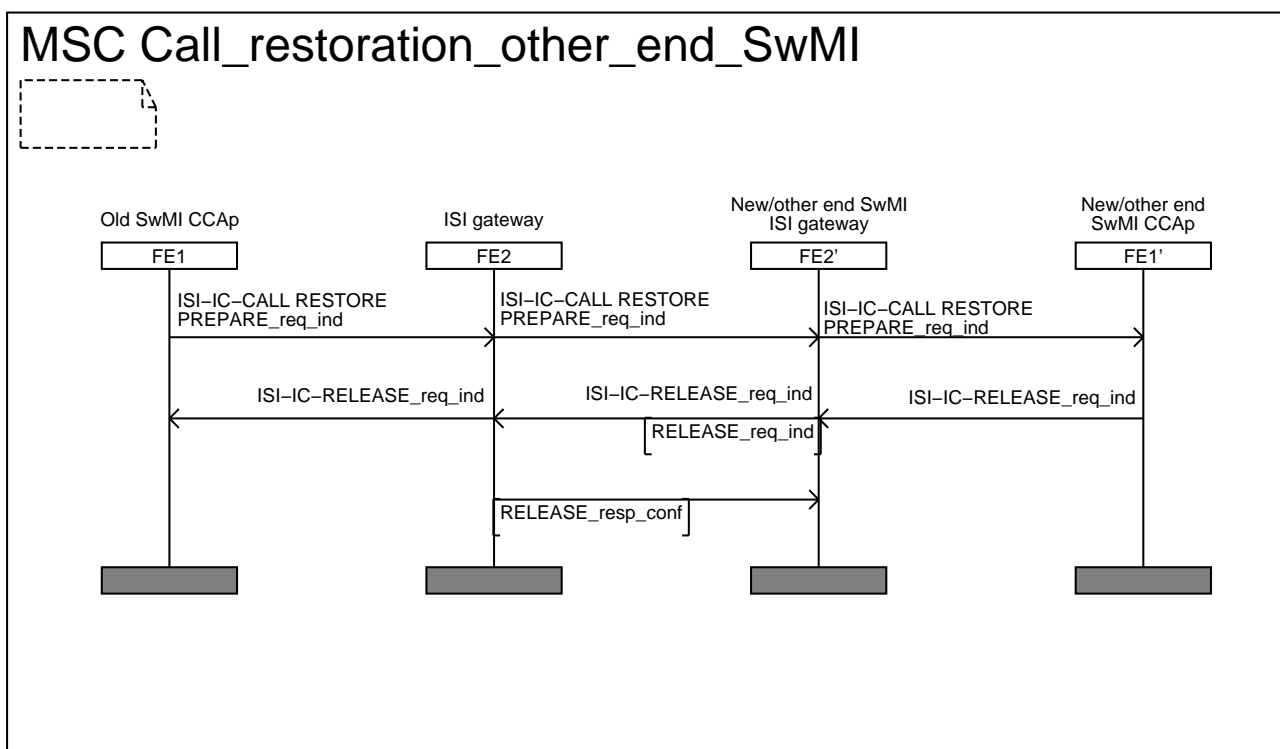 MSC Call_restoration_other_end_SwMI
Old SwMI CCAp
ISI gateway
New/other end SwMI
ISI gateway
New/other end
SwMI CCAp
FE1
FE2
FE2’
FE1’
ISI−IC−CALL RESTORE
PREPARE_req_ind
ISI−IC−CALL RESTORE
PREPARE_req_ind
ISI−IC−CALL RESTORE
PREPARE_req_ind
ISI−IC−RELEASE_req_ind
ISI−IC−RELEASE_req_ind
ISI−IC−RELEASE_req_ind
RELEASE_req_ind
RELEASE_resp_conf